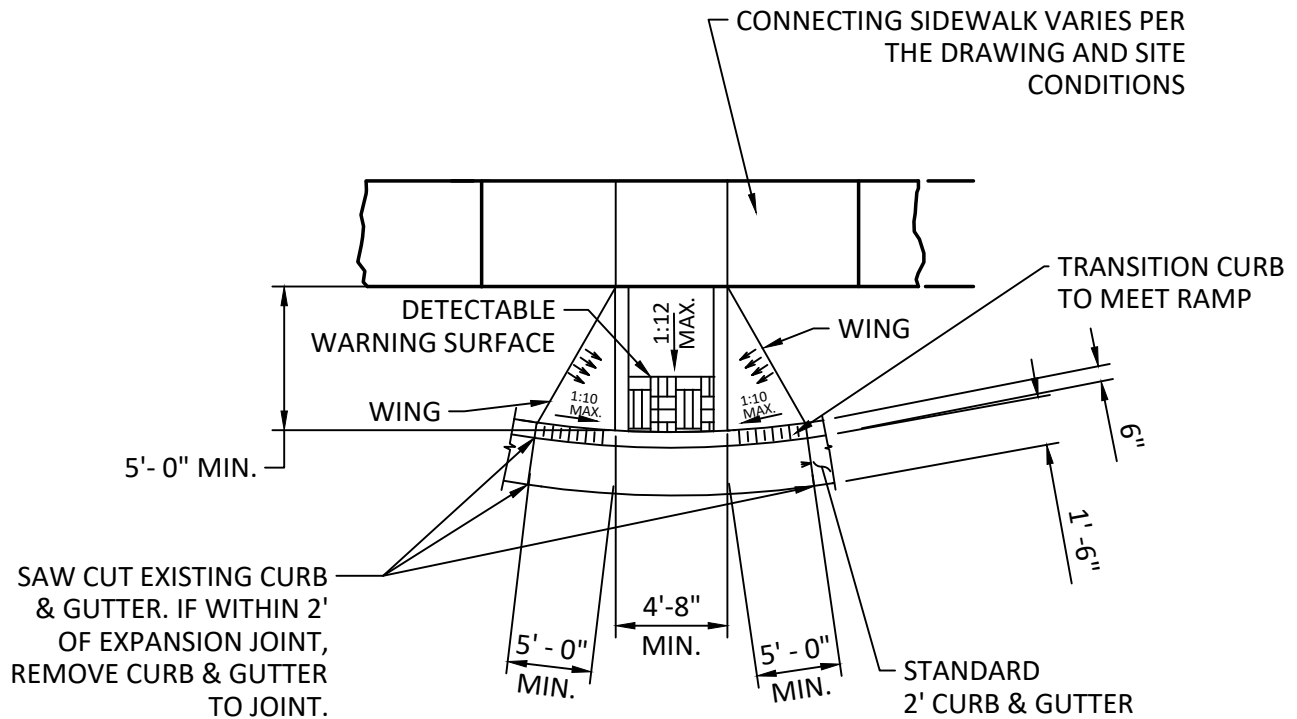 CONNECTING SIDEWALK VARIES PER
THE DRAWING AND SITE
CONDITIONS
TRANSITION CURB
TO MEET RAMP
DETECTABLE
WARNING SURFACE
1:12
MAX.
WING
WING
1:10
MAX.
1:10
MAX.
6"
5'- 0" MIN.
1' -6"
SAW CUT EXISTING CURB
& GUTTER. IF WITHIN 2'
OF EXPANSION JOINT,
REMOVE CURB & GUTTER
TO JOINT.
5' - 0"
MIN.
4'-8"
MIN.
5' - 0"
MIN.
STANDARD
2' CURB & GUTTER